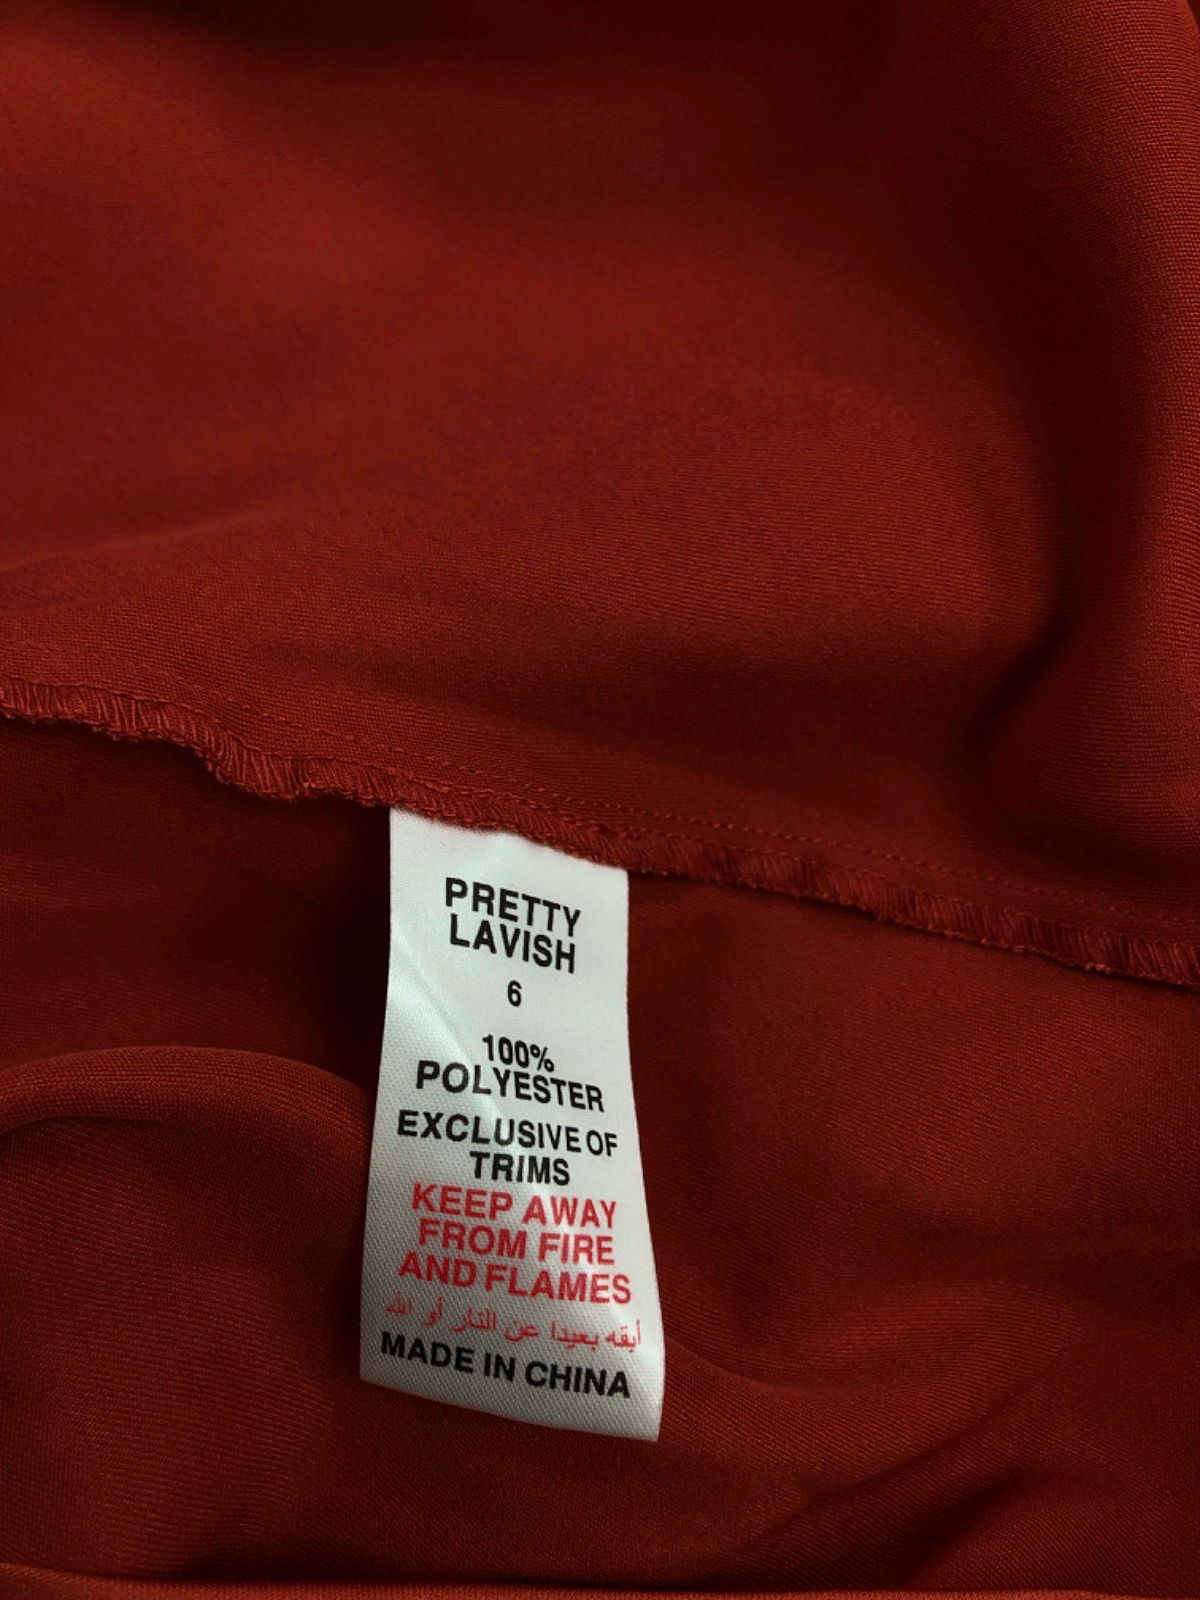 PRETTY
LAVISH
6
100%
POLYESTER
EXCLUSIVE OF
TRIMS
KEEP AWAY
FROM FIRE
AND FLAMES
أبقه بعيدا عن النار أو الله
MADE IN CHINA